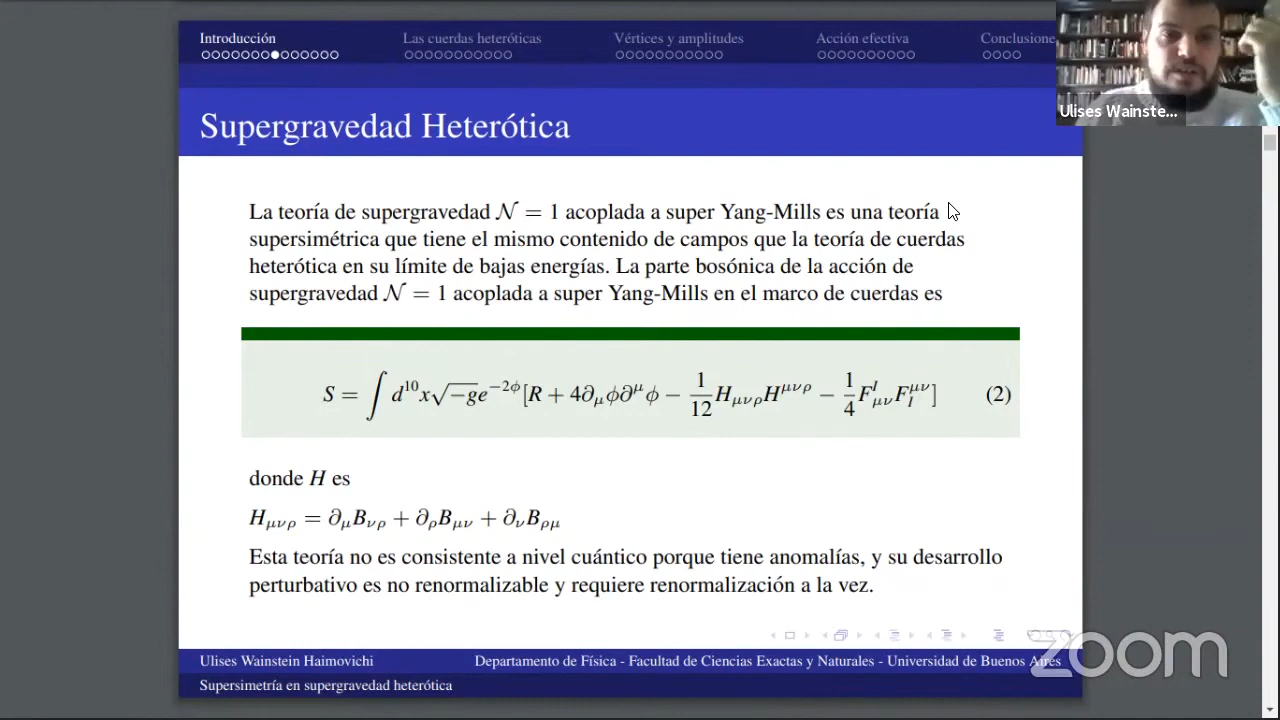 Introducción Las cuerdas heteróticas Vértices y amplitudes Acción efectiva Conclusione
Ulises Wainste...
Supergravedad Heterótica
La teoría de supergravedad 𝒩 = 1 acoplada a super Yang-Mills es una teoría
supersimétrica que tiene el mismo contenido de campos que la teoría de cuerdas
heterótica en su límite de bajas energías. La parte bosónica de la acción de
supergravedad 𝒩 = 1 acoplada a super Yang-Mills en el marco de cuerdas es
S = ∫ d^{10}x√{-g}e^{-2ϕ}[R + 4∂_μϕ∂^μϕ − \frac{1}{12}H_{μνρ}H^{μνρ} − \frac{1}{4}F^I_{μν}F_I^{μν}] (2)
donde H es
H_{μνρ} = ∂_μB_{νρ} + ∂_ρB_{μν} + ∂_νB_{ρμ}
Esta teoría no es consistente a nivel cuántico porque tiene anomalías, y su desarrollo
perturbativo es no renormalizable y requiere renormalización a la vez.
zoom
Ulises Wainstein Haimovichi Departamento de Física - Facultad de Ciencias Exactas y Naturales - Universidad de Buenos Aires
Supersimetría en supergravedad heterótica